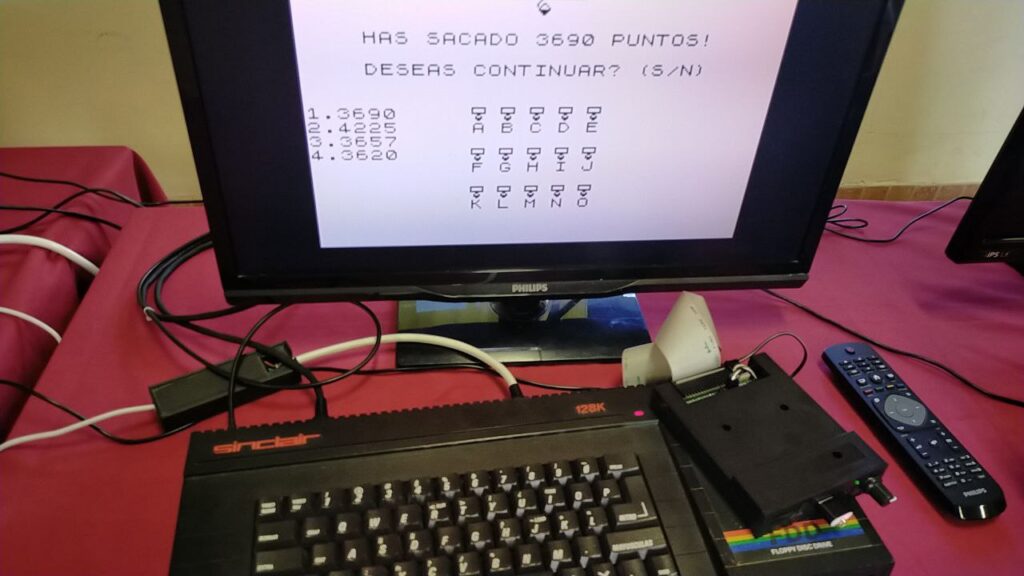 HAS SACADO 3690 PUNTOS!
DESEAS CONTINUAR? (S/N)
1.3690
2.4225
3.3657
4.3620
A B C D E
F G H I J
K L M N O
PHILIPS
sinclair
128K
PHILIPS
FLOPPY DISC DRIVE